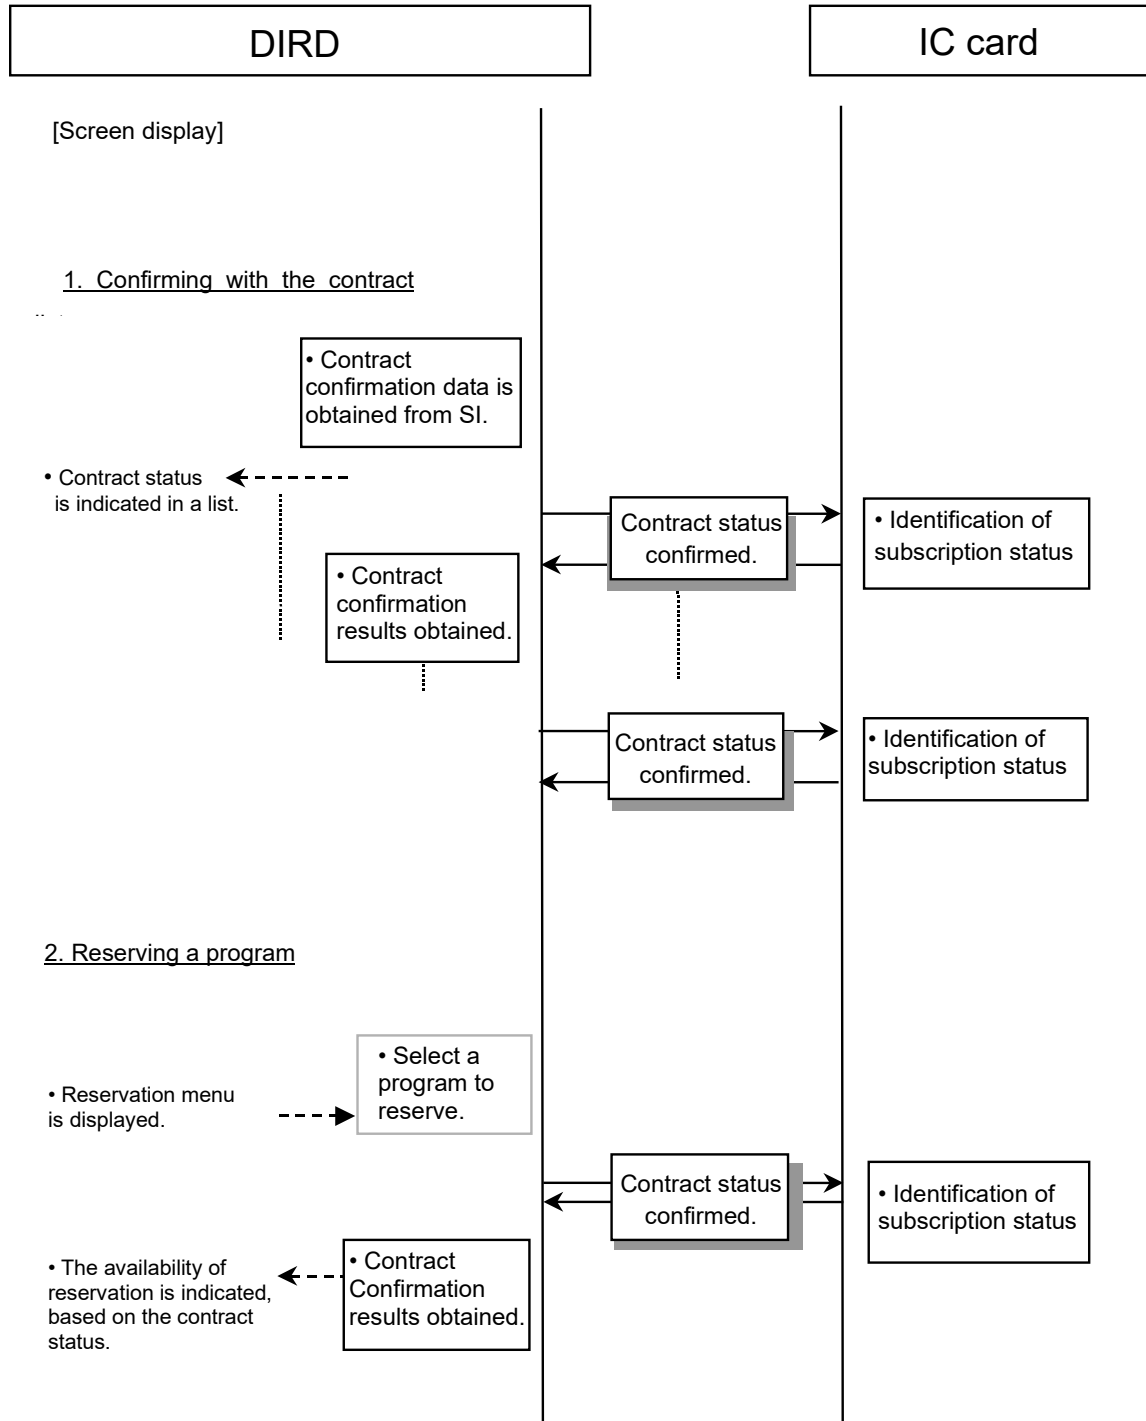 DIRD
IC card
[Screen display]
1. Confirming with the contract
• Contract
confirmation data is
obtained from SI.
• Contract status
is indicated in a list.
Contract status
confirmed.
• Identification of
subscription status
• Contract
confirmation
results obtained.
Contract status
confirmed.
• Identification of
subscription status
2. Reserving a program
• Select a
program to
reserve.
• Reservation menu
is displayed.
Contract status
confirmed.
• Identification of
subscription status
• The availability of
reservation is indicated,
based on the contract
status.
• Contract
Confirmation
results obtained.